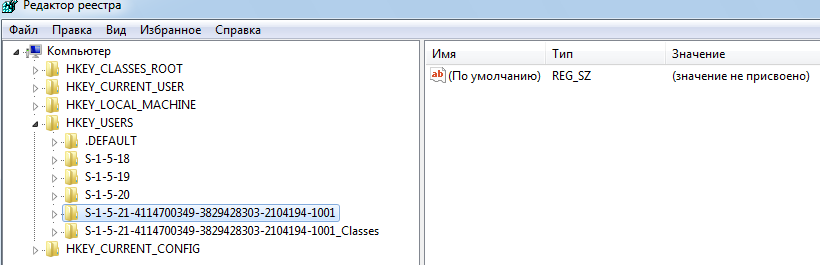 Редактор реестра
Файл Правка Вид Избранное Справка
Компьютер
HKEY_CLASSES_ROOT
HKEY_CURRENT_USER
HKEY_LOCAL_MACHINE
HKEY_USERS
.DEFAULT
S-1-5-18
S-1-5-19
S-1-5-20
S-1-5-21-4114700349-3829428303-2104194-1001
S-1-5-21-4114700349-3829428303-2104194-1001_Classes
HKEY_CURRENT_CONFIG
Имя Тип Значение
ab (По умолчанию) REG_SZ (значение не присвоено)